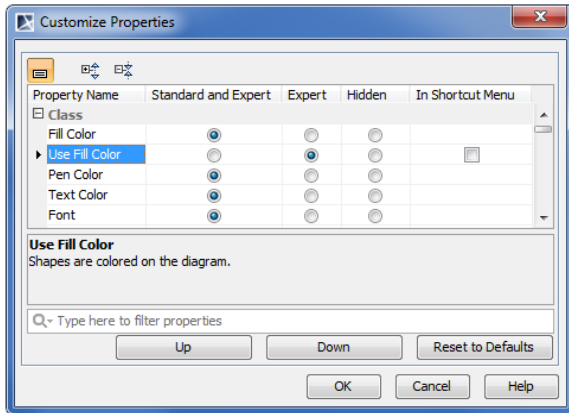 Customize Properties
Property Name Standard and Expert Expert Hidden In Shortcut Menu
Class
Fill Color
Use Fill Color
Pen Color
Text Color
Font
Use Fill Color
Shapes are colored on the diagram.
Type here to filter properties
Up Down Reset to Defaults
OK Cancel Help